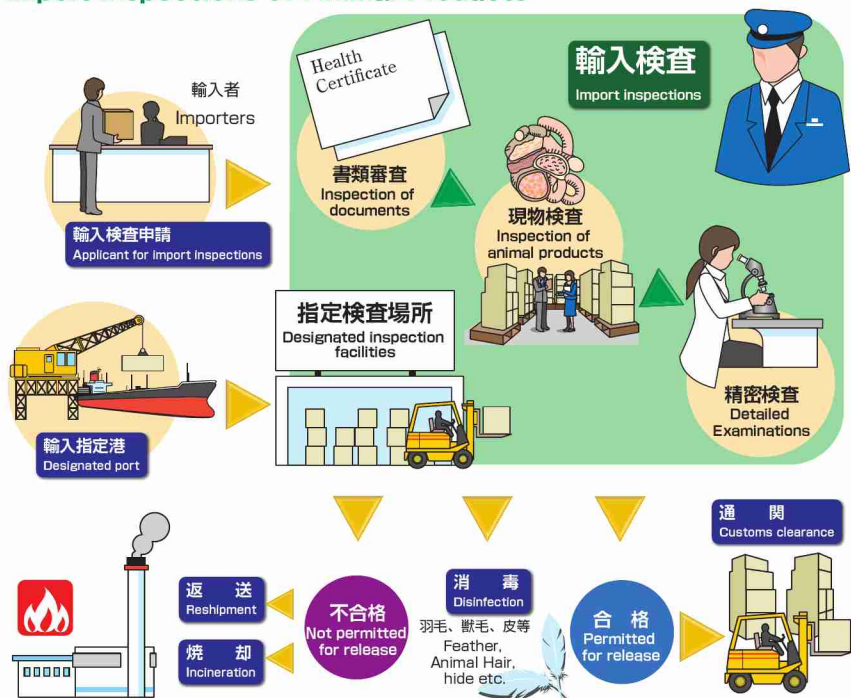 Inspections of Animal Products
Health
Certificate
輸入検査
Import inspections
輸入者
Importers
書類審査
Inspection of
documents
現物検査
Inspection of
animal products
輸入検査申請
Applicant for Import Inspections
指定検査場所
Designated inspection
facilities
精密検査
Detailed
Examinations
輸入指定港
Designated port
通 関
Customs clearance
返 送
Reshipment
不合格
Not permitted
for release
消 毒
Disinfection
羽毛、獣毛、皮等
Feather,
Animal Hair,
hide etc.
合 格
Permitted
for release
焼 却
Incineration